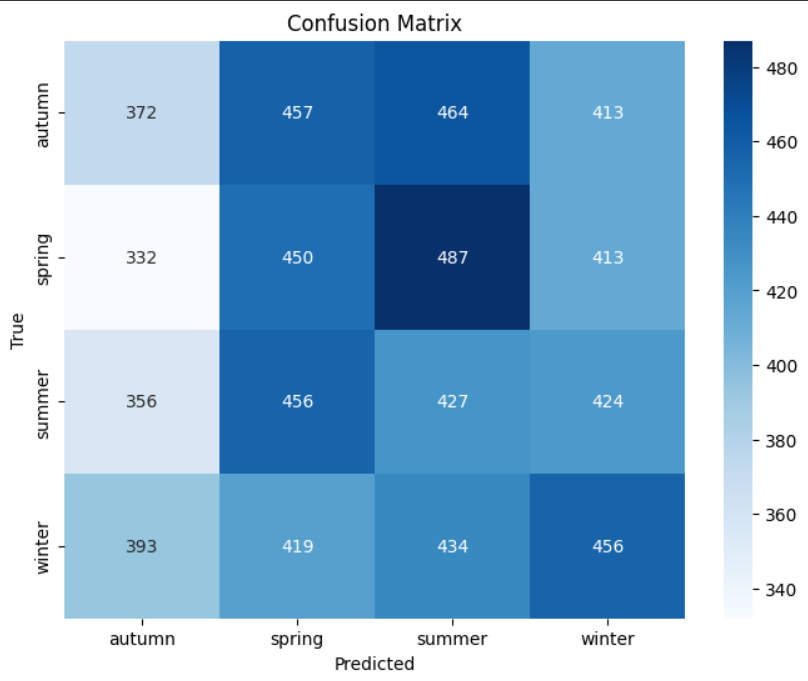 Confusion Matrix
autumn 372 457 464 413
spring 332 450 487 413
summer 356 456 427 424
winter 393 419 434 456
True
autumn spring summer winter
Predicted
480
460
440
420
400
380
360
340